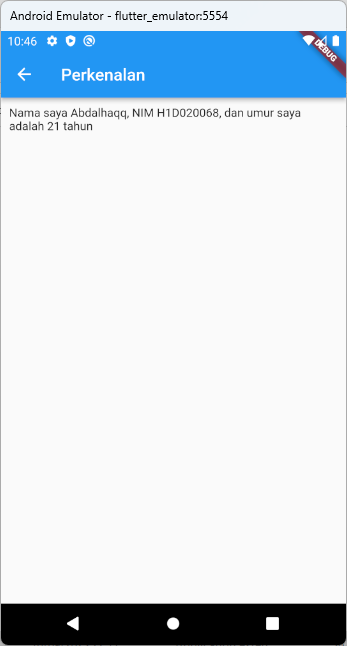 Android Emulator - flutter_emulator:5554
10:46
DEBUG
Perkenalan
Nama saya Abdalhaqq, NIM H1D020068, dan umur saya
adalah 21 tahun